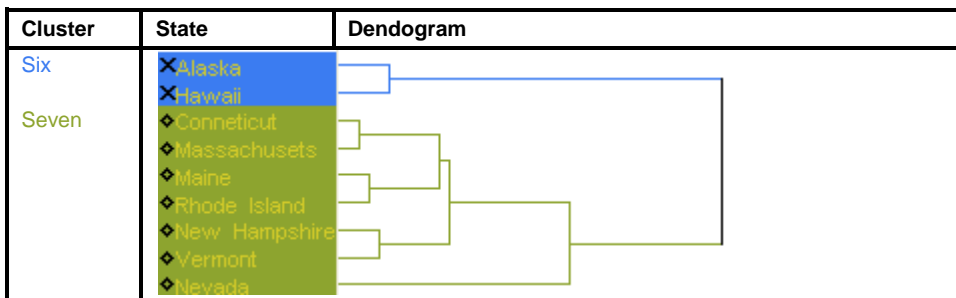 Cluster State Dendogram
Six Alaska
Hawaii
Seven Conneticut
Massachusets
Maine
Rhode Island
New Hampshire
Vermont
Nevada